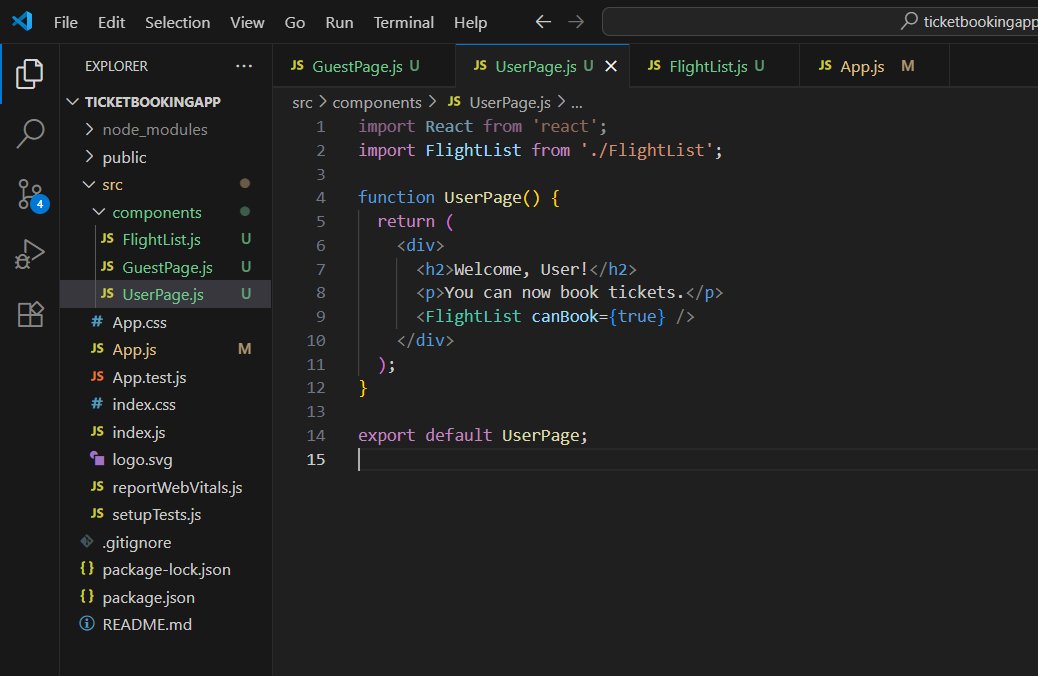 File Edit Selection View Go Run Terminal Help ticketbookingapp
EXPLORER
TICKETBOOKINGAPP
node_modules
public
src
components
JS FlightList.js U
JS GuestPage.js U
JS UserPage.js U
# App.css
JS App.js M
JS App.test.js
# index.css
JS index.js
logo.svg
JS reportWebVitals.js
JS setupTests.js
.gitignore
{} package-lock.json
{} package.json
README.md
4
JS GuestPage.js U JS UserPage.js U JS FlightList.js U JS App.js M
src > components > JS UserPage.js > ...
1 import React from 'react';
2 import FlightList from './FlightList';
3
4 function UserPage() {
5 return (
6 <div>
7 <h2>Welcome, User!</h2>
8 <p>You can now book tickets.</p>
9 <FlightList canBook={true} />
10 </div>
11 );
12 }
13
14 export default UserPage;
15